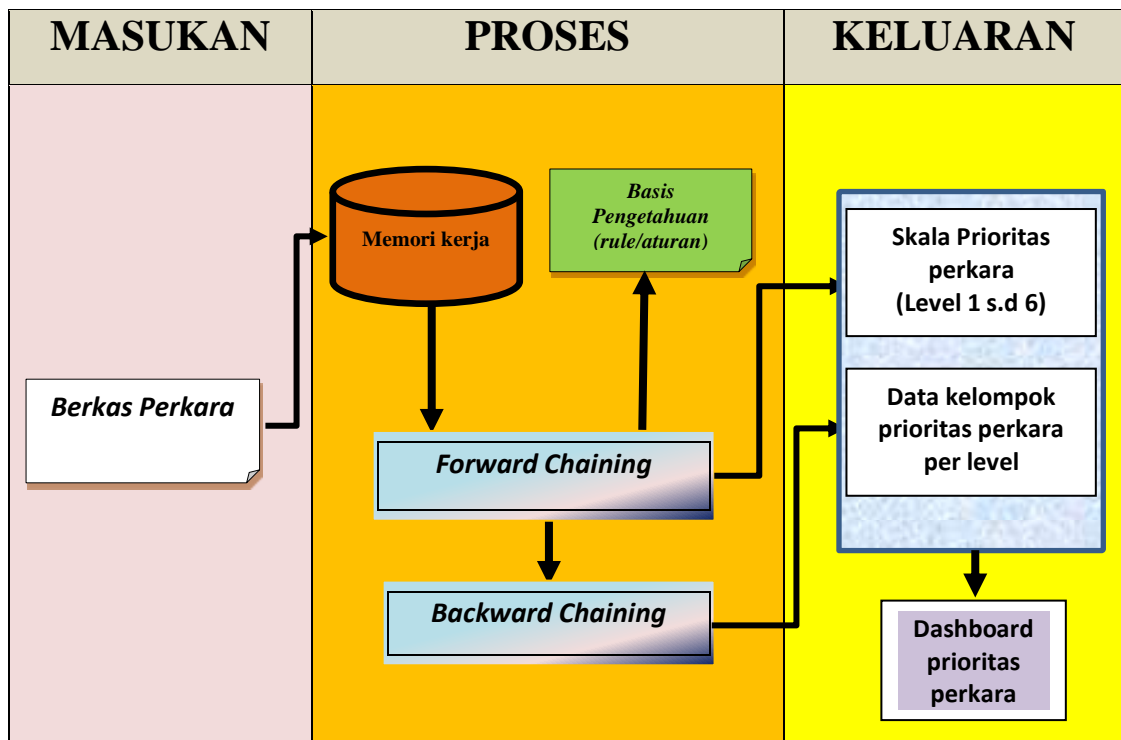 MASUKAN
PROSES
KELUARAN
Berkas Perkara
Memori kerja
Basis
Pengetahuan
(rule/aturan)
Forward Chaining
Backward Chaining
Skala Prioritas
perkara
(Level 1 s.d 6)
Data kelompok
prioritas perkara
per level
Dashboard
prioritas
perkara